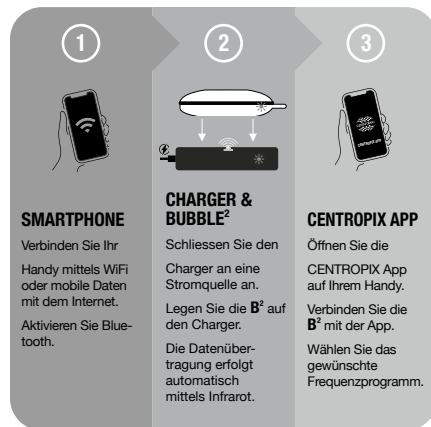 1
SMARTPHONE
Verbinden Sie Ihr
Handy mittels WiFi
oder mobile Daten
mit dem Internet.
Aktivieren Sie Blue-
tooth.
2
CHARGER &
BUBBLE²
Schliessen Sie den
Charger an eine
Stromquelle an.
Legen Sie die B² auf
den Charger.
Die Datenüber-
tragung erfolgt
automatisch
mittels Infrarot.
3
CENTROPIX APP
Öffnen Sie die
CENTROPIX App
auf Ihrem Handy.
Verbinden Sie die
B² mit der App.
Wählen Sie das
gewünschte
Frequenzprogramm.